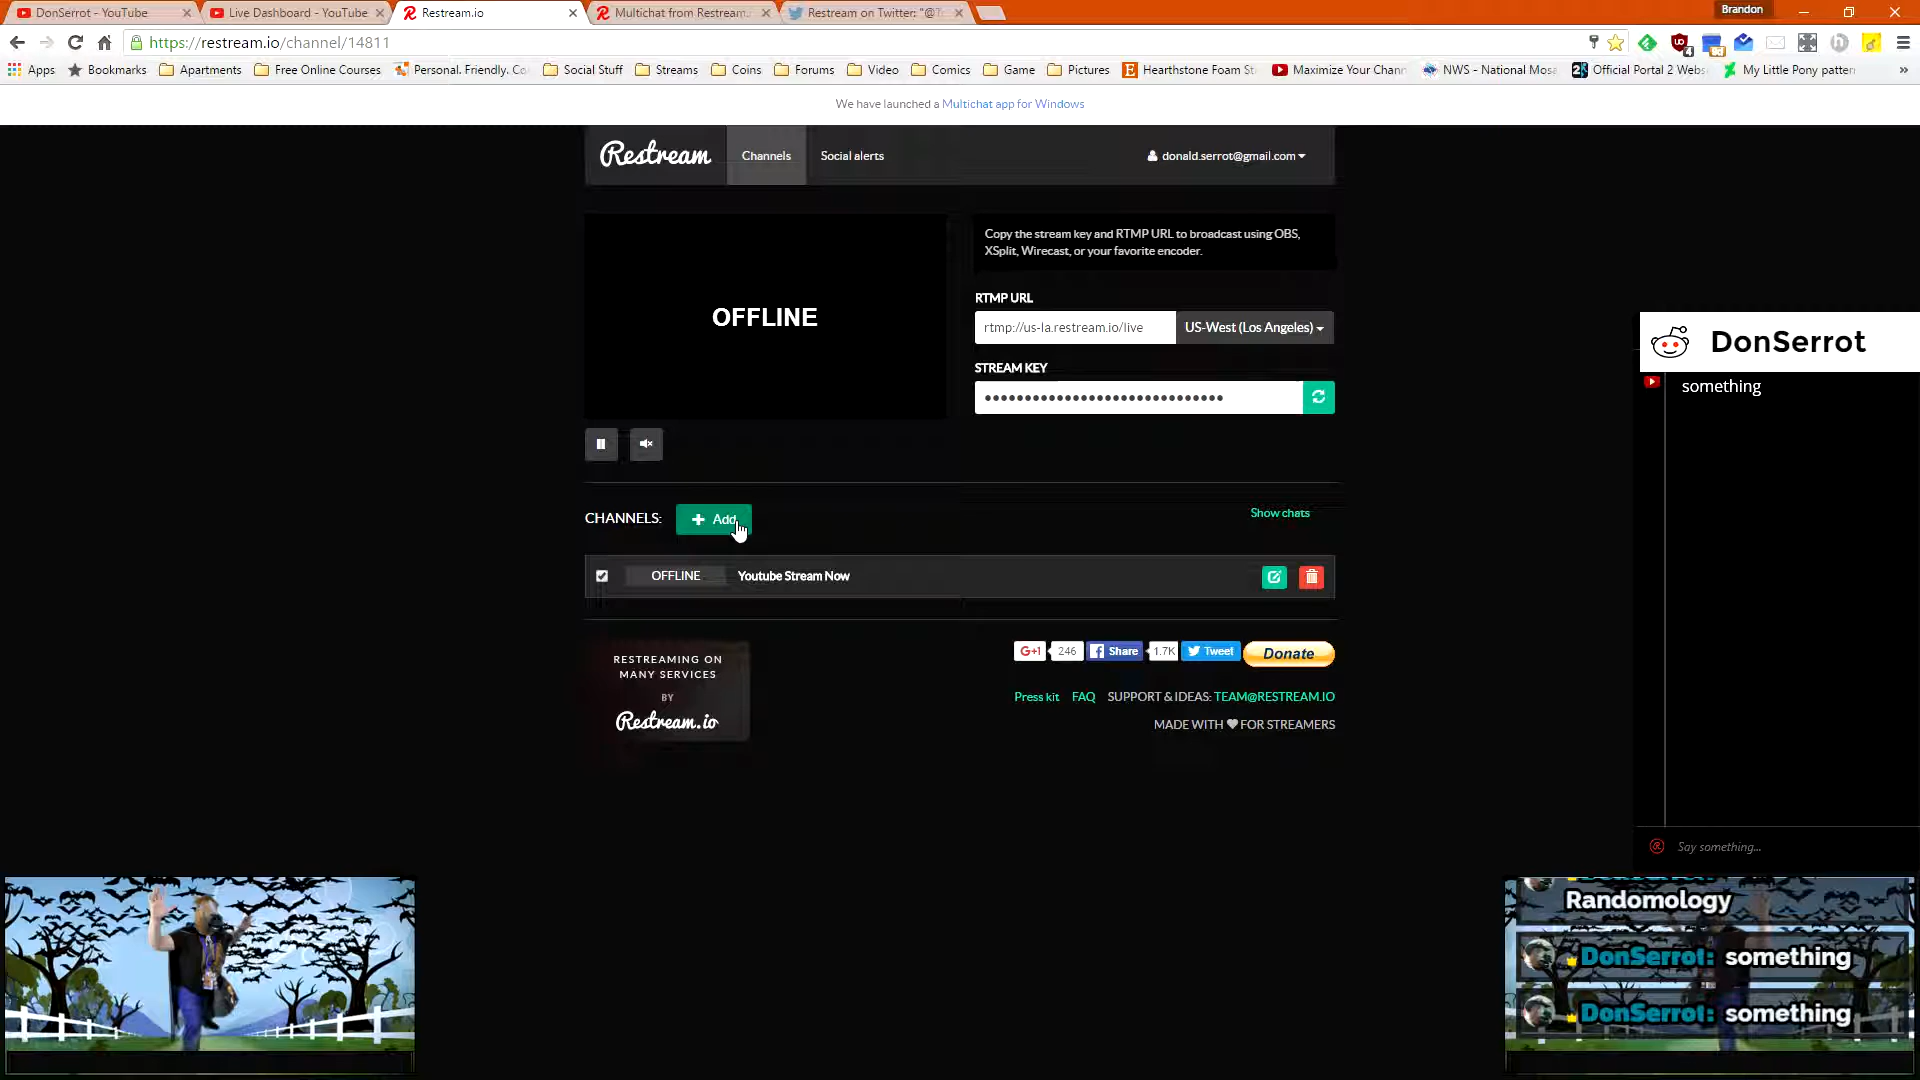 DonSerrot - YouTube
Live Dashboard - YouTube
Restream.io
Multichat from Restream.
Restream on Twitter: "@T
Brandon
https://restream.io/channel/14811
Apps
Bookmarks
Apartments
Free Online Courses
Personal. Friendly. Co
Social Stuff
Streams
Coins
Forums
Video
Comics
Game
Pictures
Hearthstone Foam St
Maximize Your Chann
NWS - National Mosa
Official Portal 2 Webs
My Little Pony pattern
»
We have launched a Multichat app for Windows
Restream
Channels
Social alerts
donald.serrot@gmail.com
OFFLINE
Copy the stream key and RTMP URL to broadcast using OBS,
XSplit, Wirecast, or your favorite encoder.
RTMP URL
rtmp://us-la.restream.io/live
US-West (Los Angeles)
STREAM KEY
••••••••••••••••••••••••••••••
CHANNELS:
+ Add
Show chats
OFFLINE
Youtube Stream Now
RESTREAMING ON
MANY SERVICES
BY
Restream.io
G+1
246
Share
1.7K
Tweet
Donate
Press kit
FAQ
SUPPORT & IDEAS: TEAM@RESTREAM.IO
MADE WITH ♥ FOR STREAMERS
DonSerrot
something
Say something...
Randomology
DonSerrot: something
DonSerrot: something